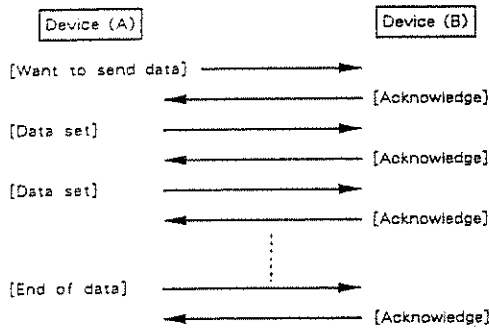 Device (A) Device (B)
[Want to send data]
[Acknowledge]
[Data set]
[Acknowledge]
[Data set]
[Acknowledge]
[End of data]
[Acknowledge]